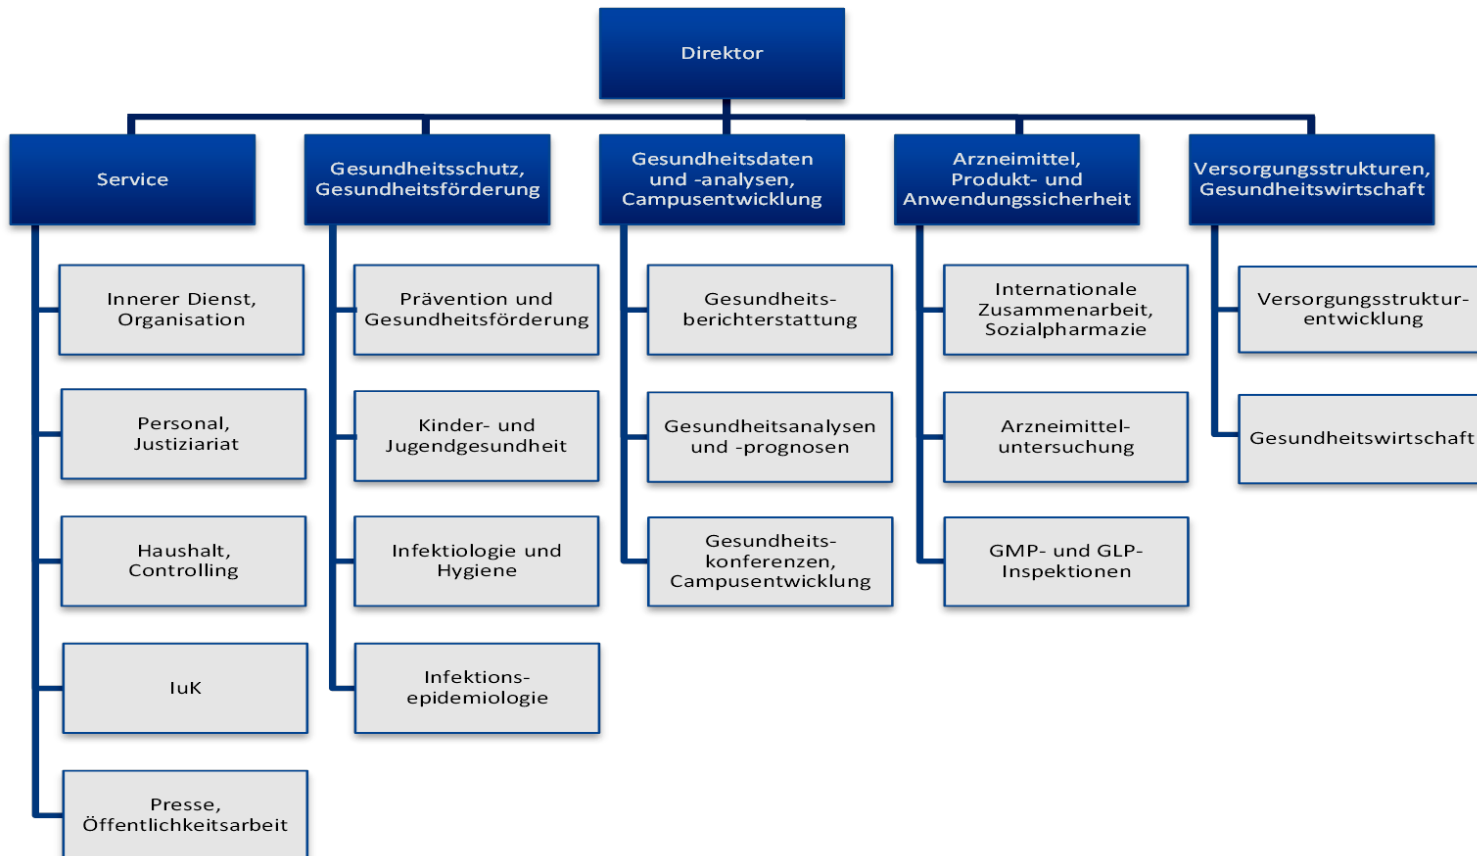 Direktor
Service
Gesundheitsschutz,
Gesundheitsförderung
Gesundheitsdaten
und -analysen,
Campusentwicklung
Arzneimittel,
Produkt- und
Anwendungssicherheit
Versorgungsstrukturen,
Gesundheitswirtschaft
Innerer Dienst,
Organisation
Personal,
Justiziariat
Haushalt,
Controlling
IuK
Presse,
Öffentlichkeitsarbeit
Prävention und
Gesundheitsförderung
Kinder- und
Jugendgesundheit
Infektiologie und
Hygiene
Infektions-
epidemiologie
Gesundheits-
berichterstattung
Gesundheitsanalysen
und -prognosen
Gesundheits-
konferenzen,
Campusentwicklung
Internationale
Zusammenarbeit,
Sozialpharmazie
Arzneimittel-
untersuchung
GMP- und GLP-
Inspektionen
Versorgungsstruktur-
entwicklung
Gesundheitswirtschaft